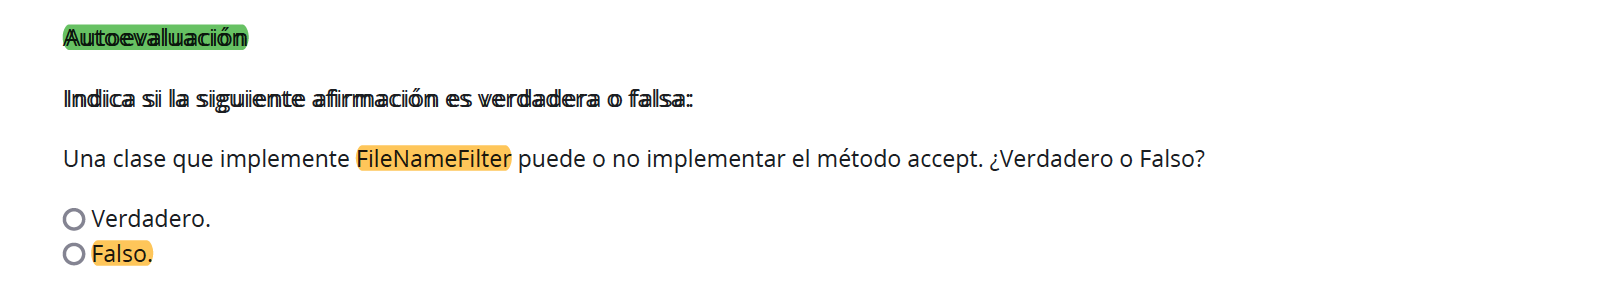 Autoevaluación
Indica si la siguiente afirmación es verdadera o falsa:
Una clase que implemente FileNameFilter puede o no implementar el método accept. ¿Verdadero o Falso?
Verdadero.
Falso.